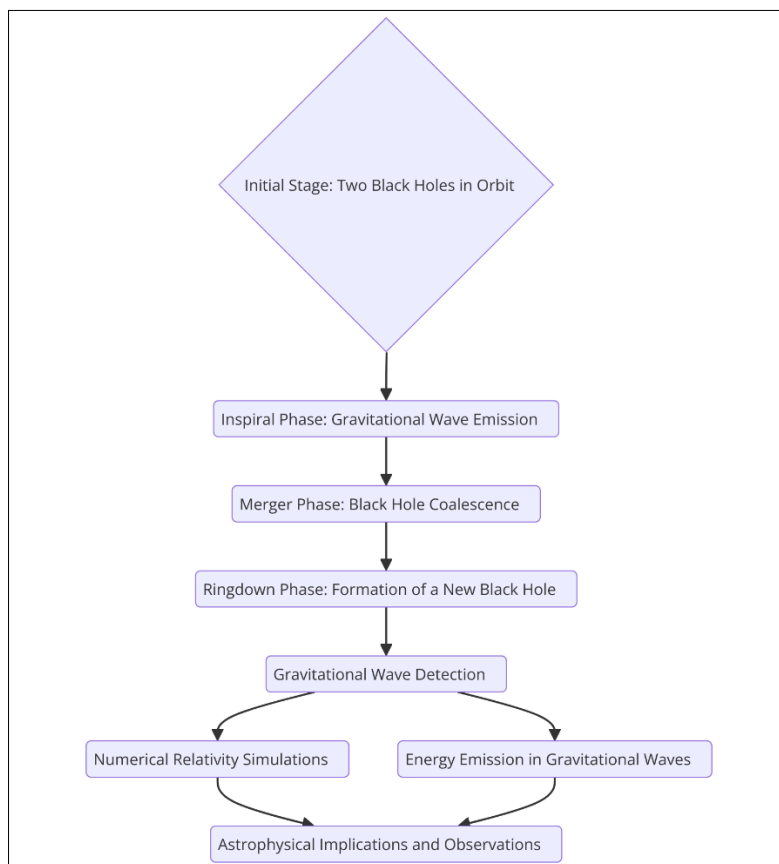 Initial Stage: Two Black Holes in Orbit
Inspiral Phase: Gravitational Wave Emission
Merger Phase: Black Hole Coalescence
Ringdown Phase: Formation of a New Black Hole
Gravitational Wave Detection
Numerical Relativity Simulations
Energy Emission in Gravitational Waves
Astrophysical Implications and Observations